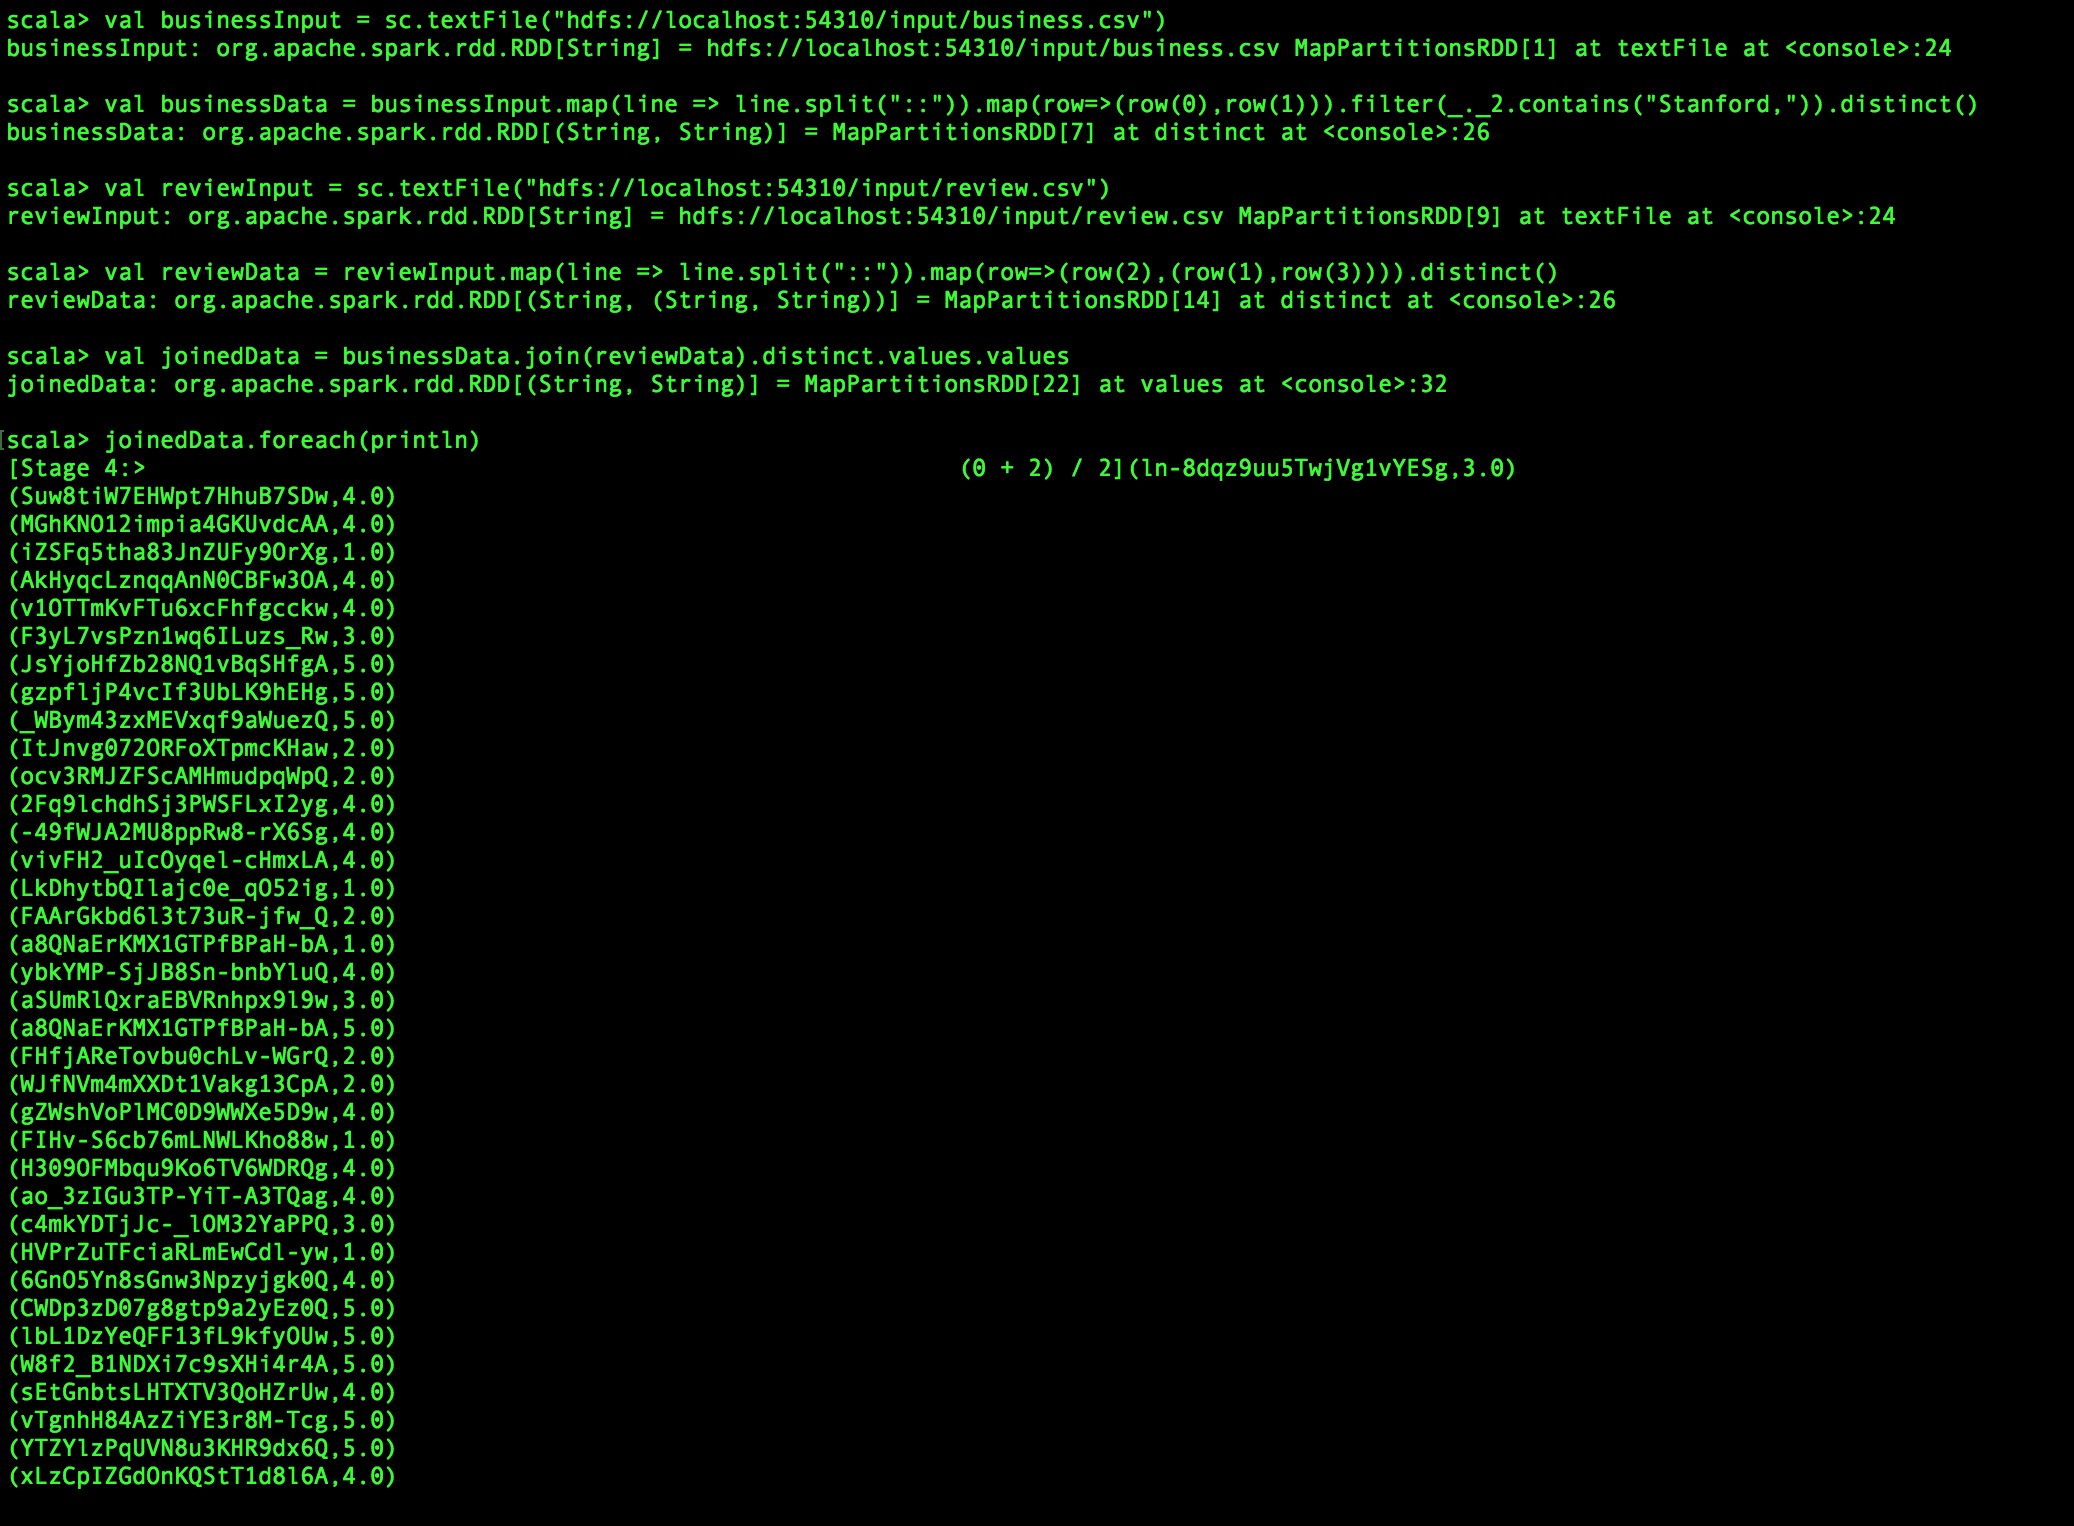 scala> val businessInput = sc.textFile("hdfs://localhost:54310/input/business.csv")
businessInput: org.apache.spark.rdd.RDD[String] = hdfs://localhost:54310/input/business.csv MapPartitionsRDD[1] at textFile at <console>:24
scala> val businessData = businessInput.map(line => line.split("::")).map(row=>(row(0),row(1))).filter(_._2.contains("Stanford,")).distinct()
businessData: org.apache.spark.rdd.RDD[(String, String)] = MapPartitionsRDD[7] at distinct at <console>:26
scala> val reviewInput = sc.textFile("hdfs://localhost:54310/input/review.csv")
reviewInput: org.apache.spark.rdd.RDD[String] = hdfs://localhost:54310/input/review.csv MapPartitionsRDD[9] at textFile at <console>:24
scala> val reviewData = reviewInput.map(line => line.split("::")).map(row=>(row(2),(row(1),row(3)))).distinct()
reviewData: org.apache.spark.rdd.RDD[(String, (String, String))] = MapPartitionsRDD[14] at distinct at <console>:26
scala> val joinedData = businessData.join(reviewData).distinct.values.values
joinedData: org.apache.spark.rdd.RDD[(String, String)] = MapPartitionsRDD[22] at values at <console>:32
[scala> joinedData.foreach(println)
[Stage 4:> (0 + 2) / 2](ln-8dqz9uu5TwjVg1vYESg,3.0)
(Suw8tiW7EHWpt7HhuB7SDw,4.0)
(MGhKNO12impia4GKUvdcAA,4.0)
(iZSFq5tha83JnZUFy9OrXg,1.0)
(AkHyqcLznqqAnN0CBFw3OA,4.0)
(v1OTTmKvFTu6xcFhfgcckw,4.0)
(F3yL7vsPzn1wq6ILuzs_Rw,3.0)
(JsYjoHfZb28NQ1vBqSHfgA,5.0)
(gzpfljP4vcIf3UbLK9hEHg,5.0)
(_WBym43zxMEVxqf9aWuezQ,5.0)
(ItJnvg072ORFoXTpmcKHaw,2.0)
(ocv3RMJZFScAMHmudpqWpQ,2.0)
(2Fq9lchdhSj3PWSFLxI2yg,4.0)
(-49fWJA2MU8ppRw8-rX6Sg,4.0)
(vivFH2_uIcOyqel-cHmxLA,4.0)
(LkDhytbQIlajc0e_qO52ig,1.0)
(FAArGkbd6l3t73uR-jfw_Q,2.0)
(a8QNaErKMX1GTPfBPaH-bA,1.0)
(ybkYMP-SjJB8Sn-bnbYluQ,4.0)
(aSUmRlQxraEBVRnhpx9l9w,3.0)
(a8QNaErKMX1GTPfBPaH-bA,5.0)
(FHfjAReTovbu0chLv-WGrQ,2.0)
(WJfNVm4mXXDt1Vakg13CpA,2.0)
(gZWshVoPlMC0D9WWXe5D9w,4.0)
(FIHv-S6cb76mLNWLKho88w,1.0)
(H309OFMbqu9Ko6TV6WDRQg,4.0)
(ao_3zIGu3TP-YiT-A3TQag,4.0)
(c4mkYDTjJc-_lOM32YaPPQ,3.0)
(HVPrZuTFciaRLmEwCdl-yw,1.0)
(6GnO5Yn8sGnw3Npzyjgk0Q,4.0)
(CWDp3zD07g8gtp9a2yEz0Q,5.0)
(lbL1DzYeQFF13fL9kfyOUw,5.0)
(W8f2_B1NDXi7c9sXHi4r4A,5.0)
(sEtGnbtsLHTXTV3QoHZrUw,4.0)
(vTgnhH84AzZiYE3r8M-Tcg,5.0)
(YTZYlzPqUVN8u3KHR9dx6Q,5.0)
(xLzCpIZGdOnKQStT1d8l6A,4.0)